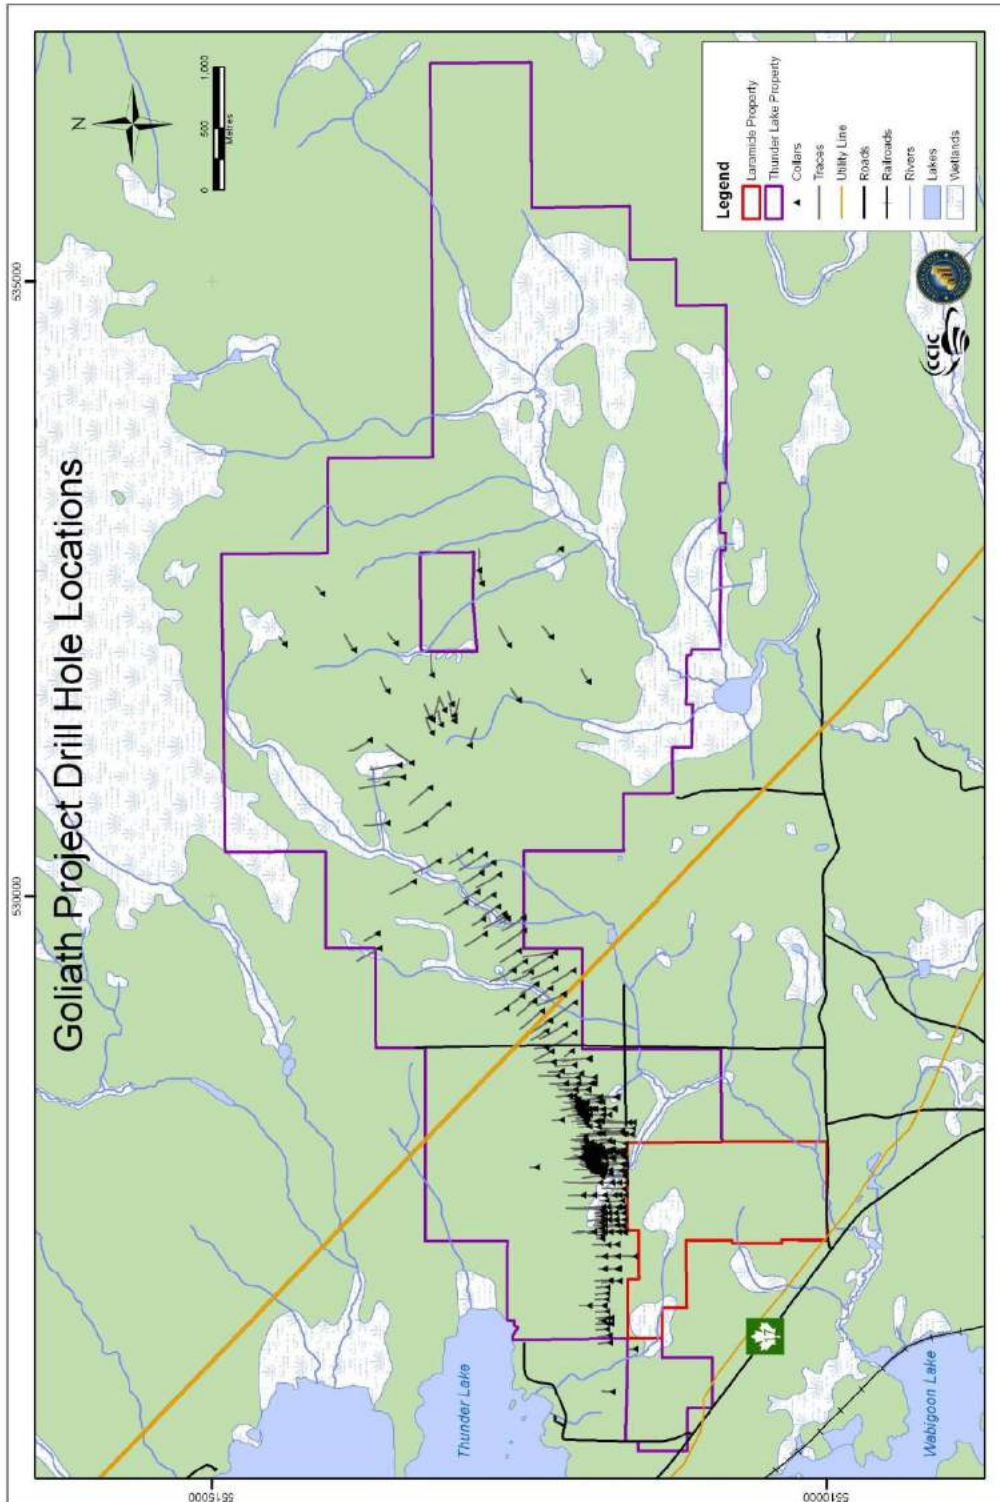 Goliath Project Drill Hole Locations
530000
535000
N
0 500 1,000
Metres
Legend
Laramide Property
Thunder Lake Property
Collars
Traces
Utility Line
Roads
Railroads
Rivers
Lakes
Wetlands
CCIC
5515000
5510000
Thunder Lake
Wabigoon Lake
17